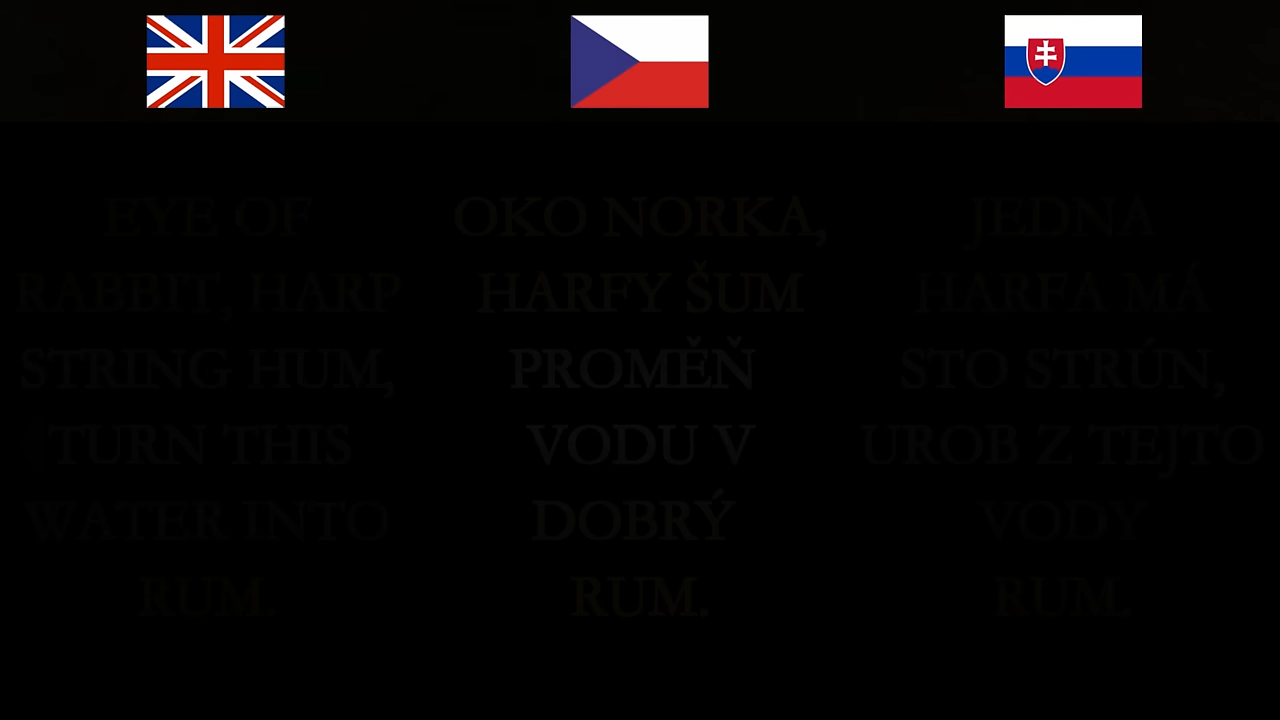 EYE OF
RABBIT, HARP
STRING HUM,
TURN THIS
WATER INTO
RUM.
OKO NORKA,
HARFY ŠUM
PROMĚŇ
VODU V
DOBRÝ
RUM.
JEDNA
HARFA MÁ
STO STRÚN,
UROB Z TEJTO
VODY
RUM.